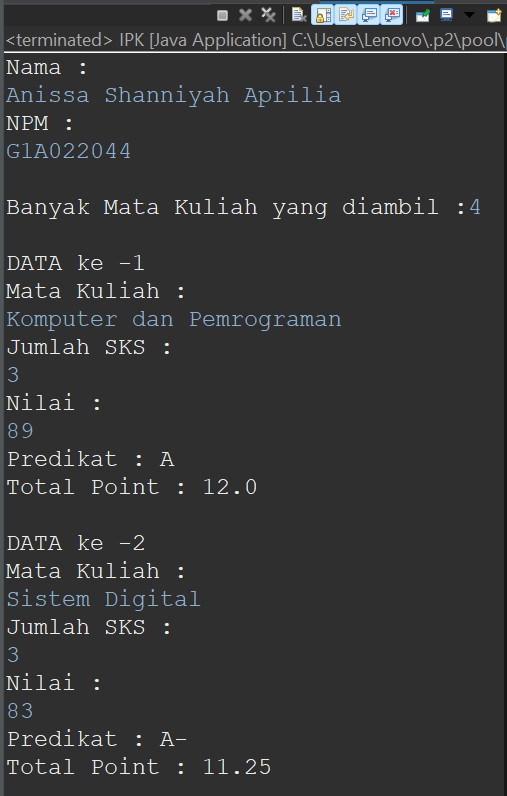 <terminated> IPK [Java Application] C:\Users\Lenovo\.p2\pool\
Nama :
Anissa Shanniyah Aprilia
NPM :
G1A022044
Banyak Mata Kuliah yang diambil :4
DATA ke -1
Mata Kuliah :
Komputer dan Pemrograman
Jumlah SKS :
3
Nilai :
89
Predikat : A
Total Point : 12.0
DATA ke -2
Mata Kuliah :
Sistem Digital
Jumlah SKS :
3
Nilai :
83
Predikat : A-
Total Point : 11.25